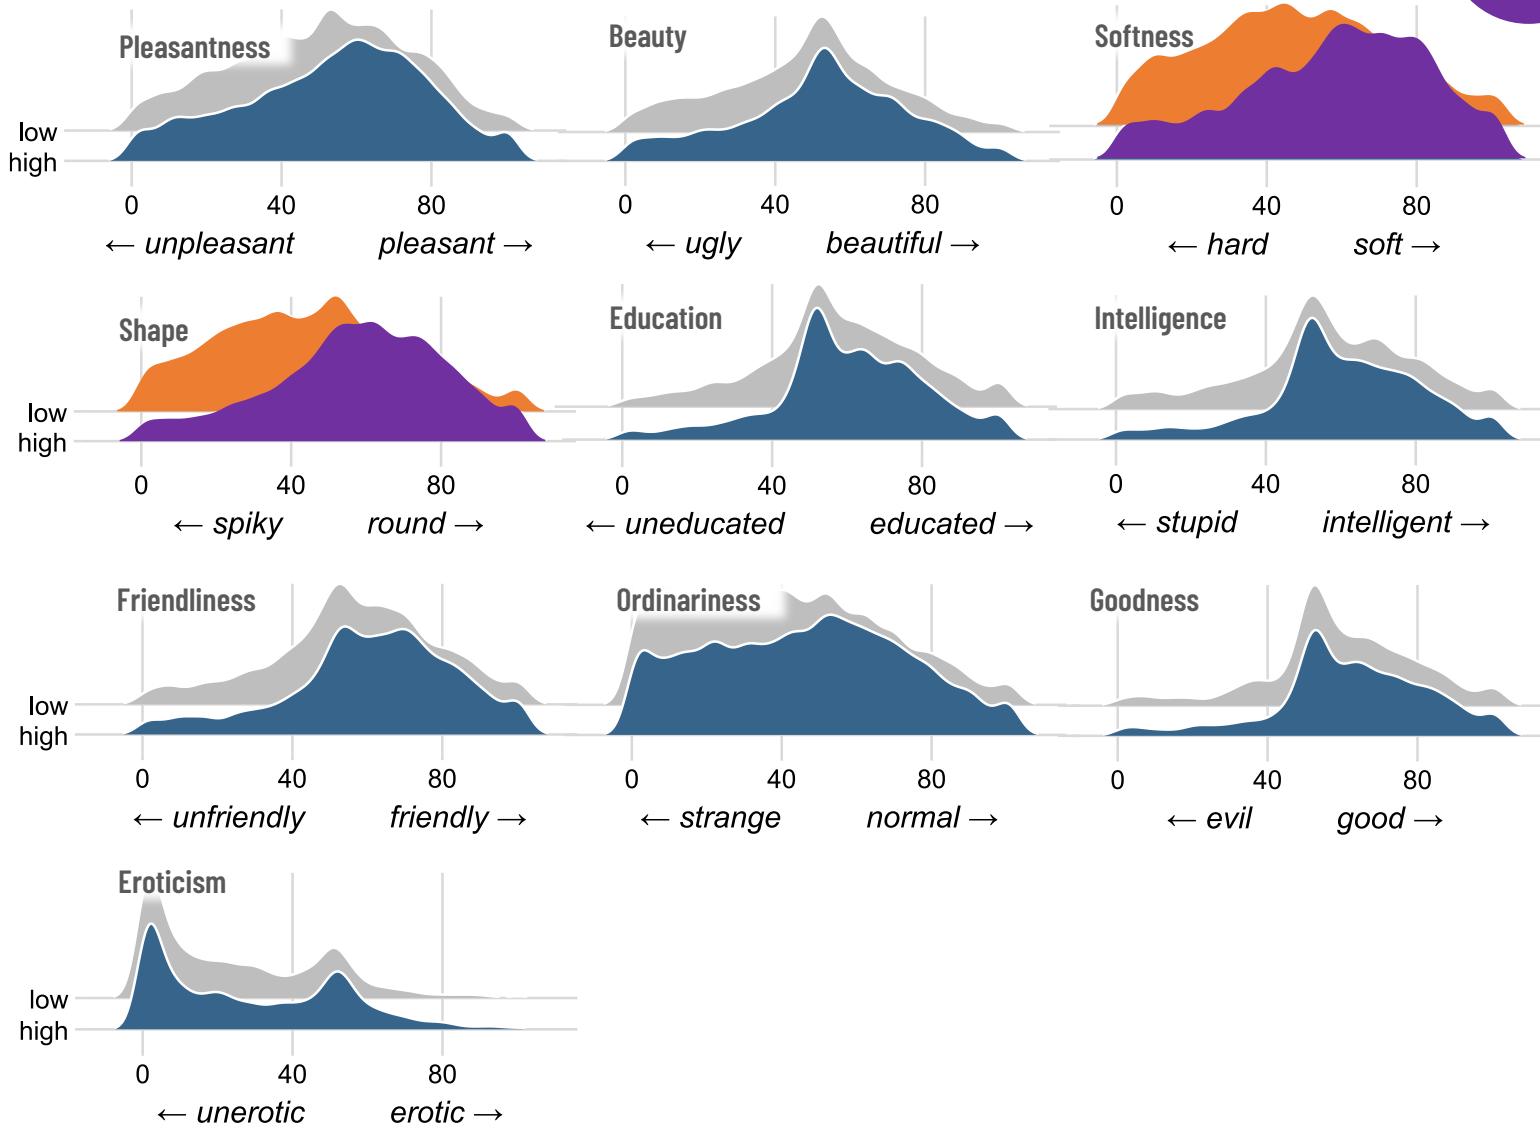 Pleasantness Beauty Softness
low
high
0 40 80 0 40 80 0 40 80
← unpleasant pleasant → ← ugly beautiful → ← hard soft →
Shape Education Intelligence
low
high
0 40 80 0 40 80 0 40 80
← spiky round → ← uneducated educated → ← stupid intelligent →
Friendliness Ordinariness Goodness
low
high
0 40 80 0 40 80 0 40 80
← unfriendly friendly → ← strange normal → ← evil good →
Eroticism
low
high
0 40 80
← unerotic erotic →